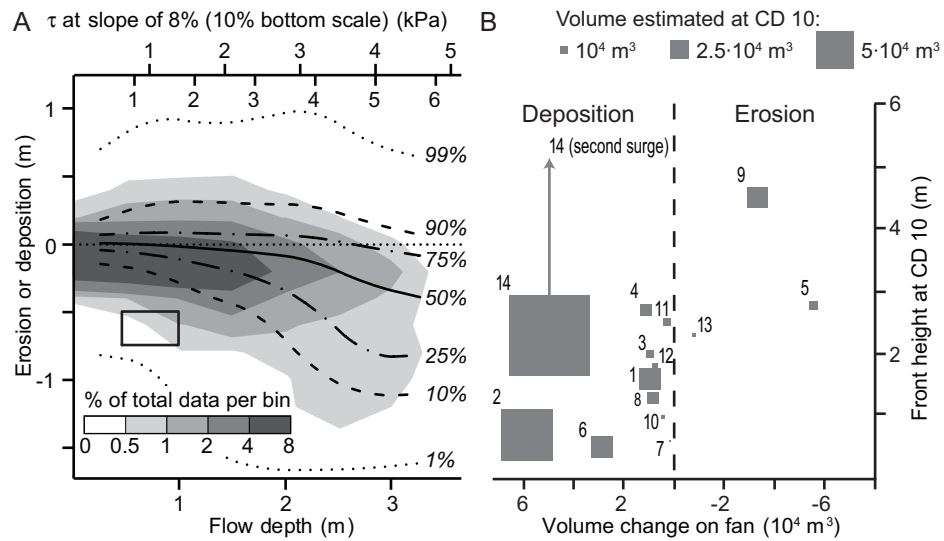 A τ at slope of 8% (10% bottom scale) (kPa)
1 2 3 4 5
1 2 3 4 5 6
Erosion or deposition (m)
1
0
-1
99%
90%
75%
50%
25%
10%
1%
% of total data per bin
0 0.5 1 2 4 8
1 2 3
Flow depth (m)
B Volume estimated at CD 10:
10⁴ m³ 2.5·10⁴ m³ 5·10⁴ m³
Deposition Erosion
14 (second surge)
9
14
4
11
5
13
3
12
1
2
8
10
6
7
6
4
2
Front height at CD 10 (m)
6 2 -2 -6
Volume change on fan (10⁴ m³)